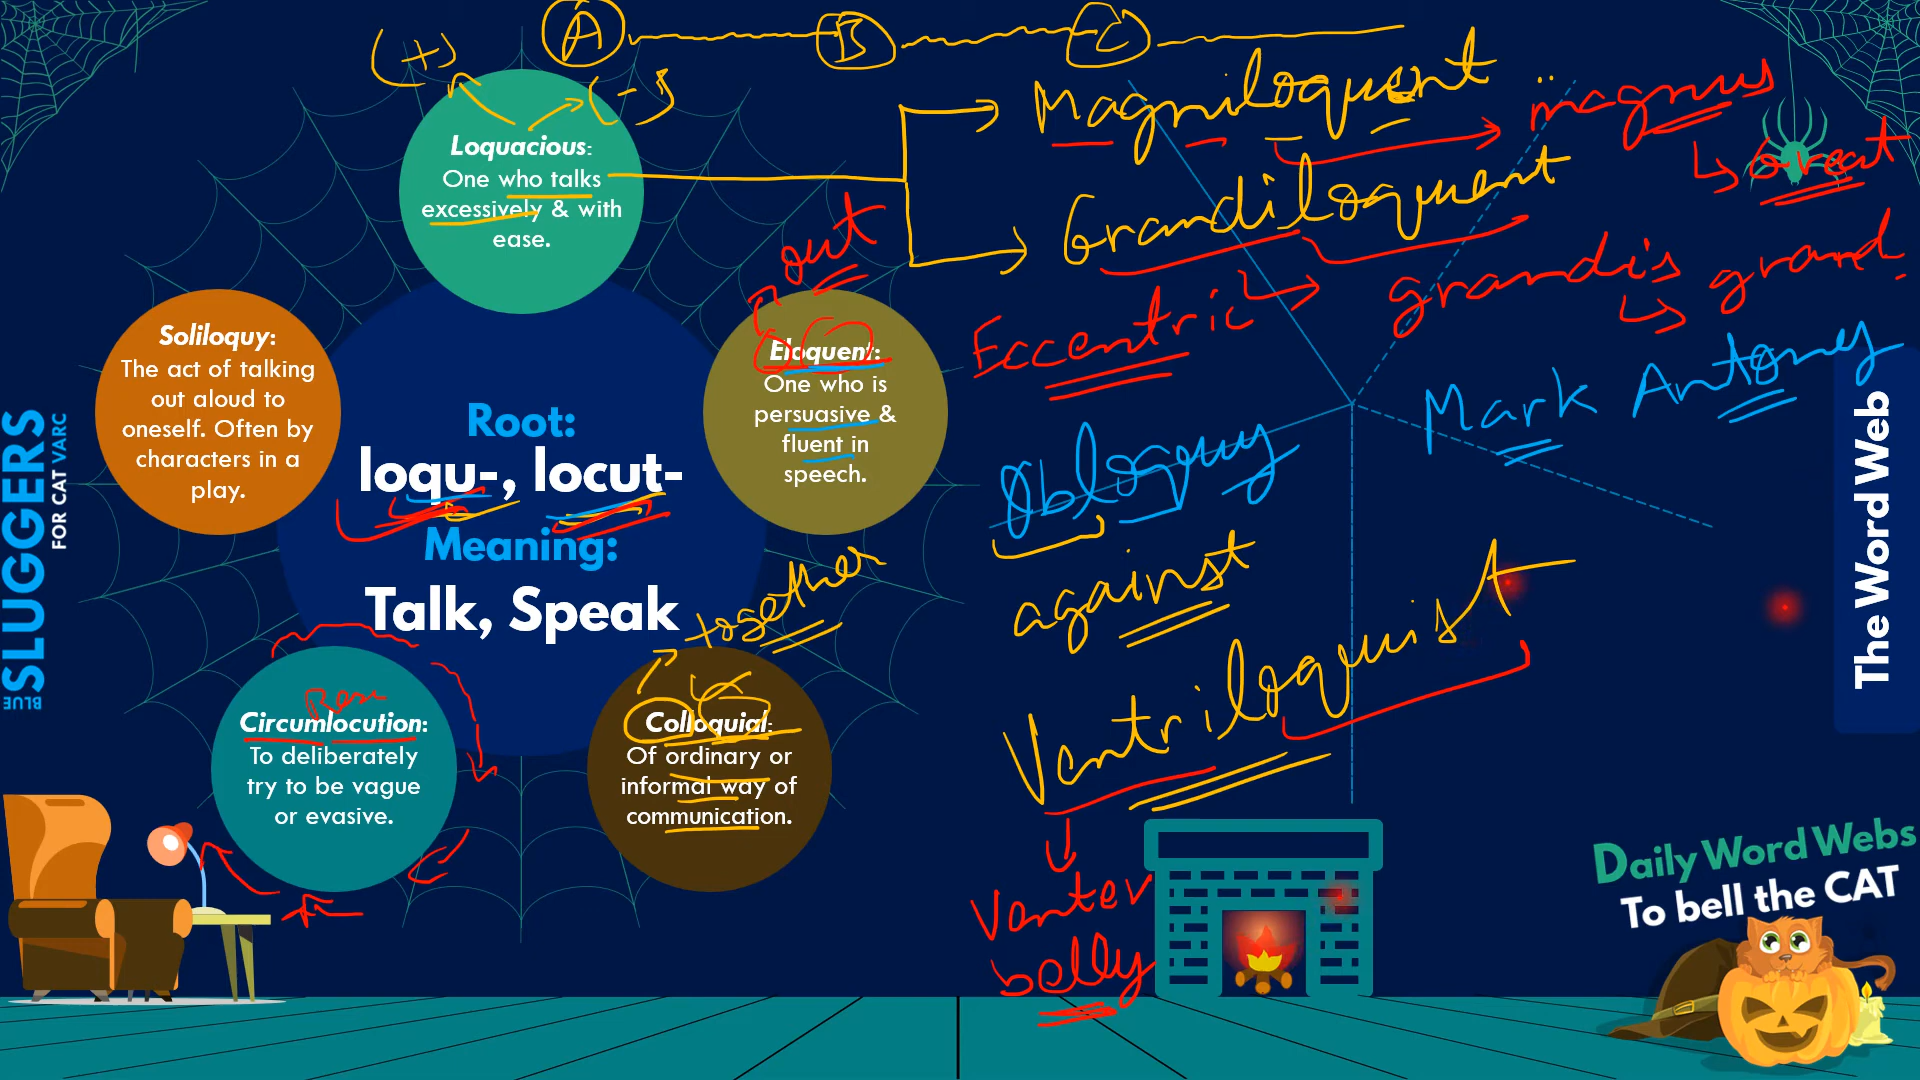 (+)
A B C
(-)
Loquacious:
One who talks
excessively & with
ease.
Magniloquent
magnus
Great
Grandiloquent
grandis
grand
out
Eccentric
Mark Antony
Soliloquy:
The act of talking
out aloud to
oneself. Often by
characters in a
play.
Eloquent:
One who is
persuasive &
fluent in
speech.
Root:
loqu-, locut-
Meaning:
Talk, Speak
Obloquy
against
together
Ventriloquist
Circumlocution:
To deliberately
try to be vague
or evasive.
Colloquial:
Of ordinary or
informal way of
communication.
Venter
belly
BLUE
SLUGGERS
FOR CAT VARC
The Word Web
Daily Word Webs
To bell the CAT